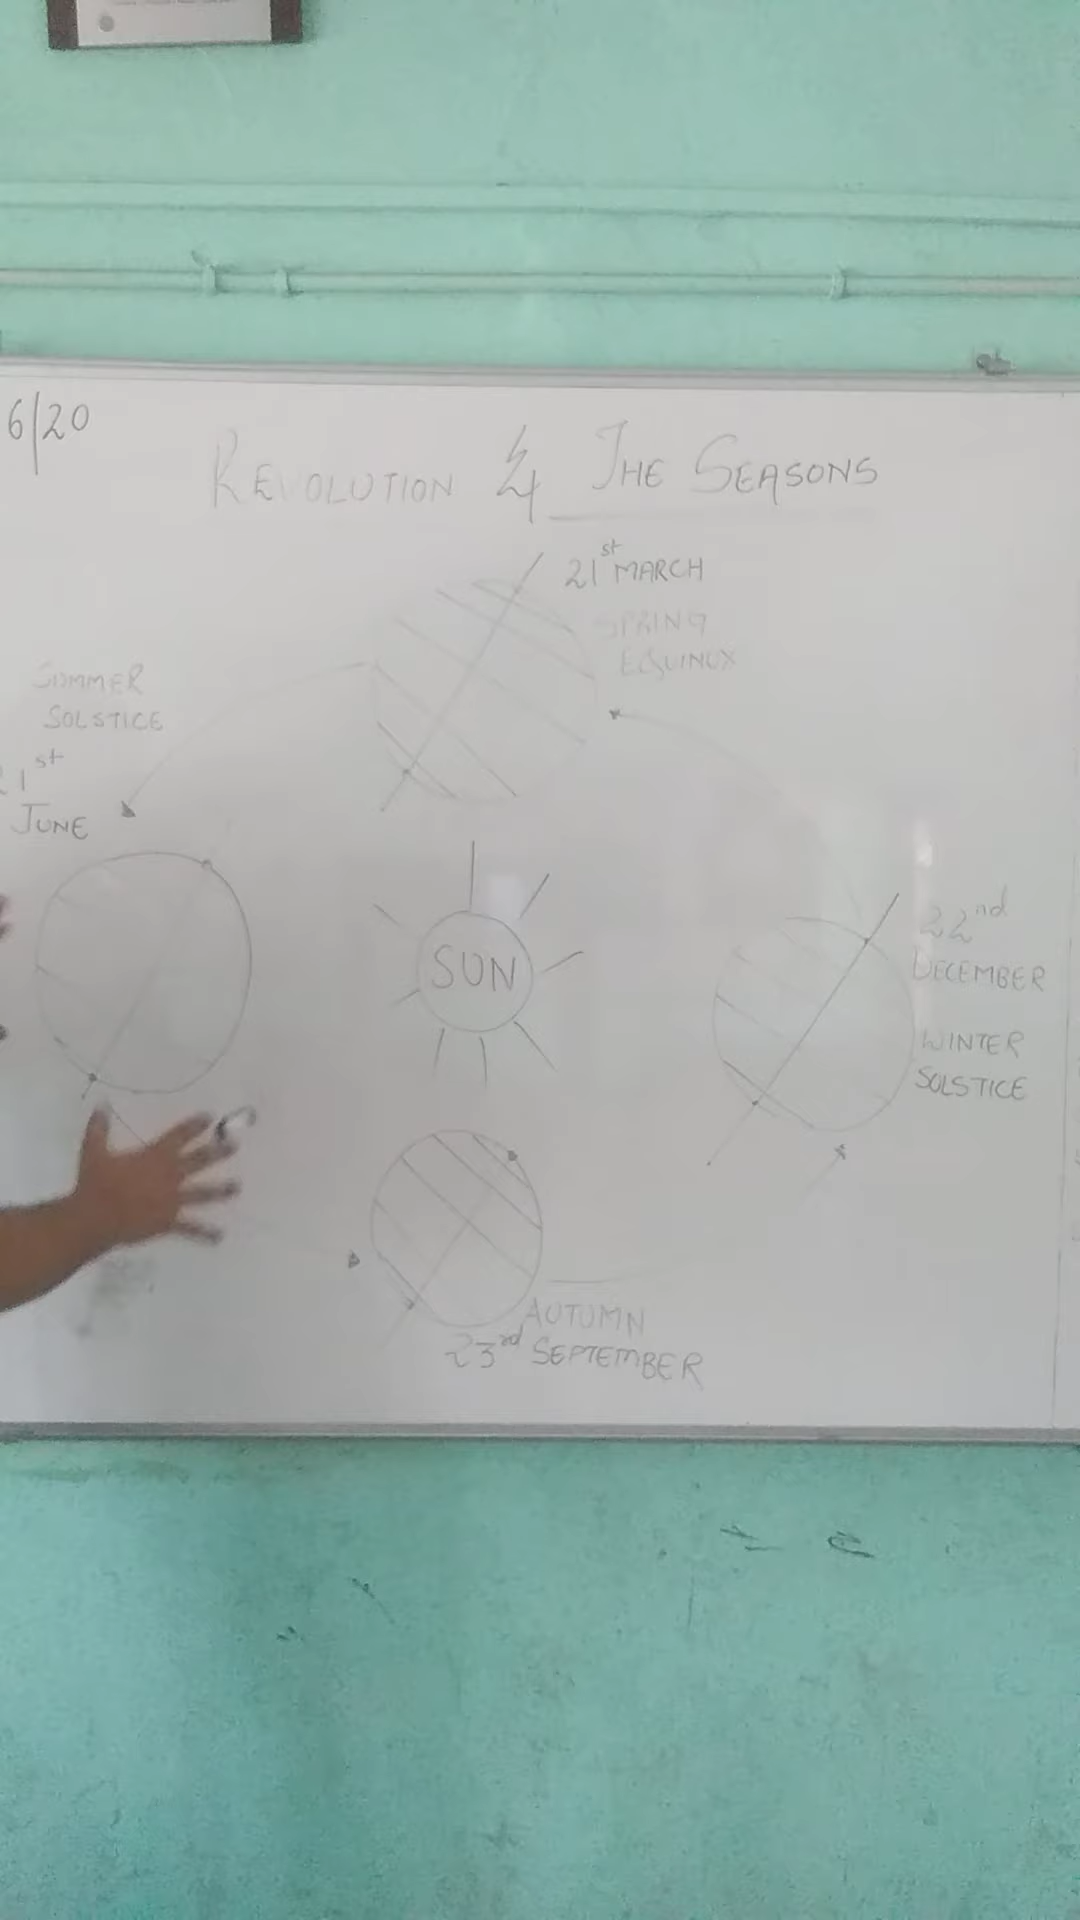 6/20
REVOLUTION & THE SEASONS
21st MARCH
SPRING
EQUINOX
SUMMER
SOLSTICE
21st
JUNE
SUN
22nd
DECEMBER
WINTER
SOLSTICE
AUTUMN
23rd SEPTEMBER